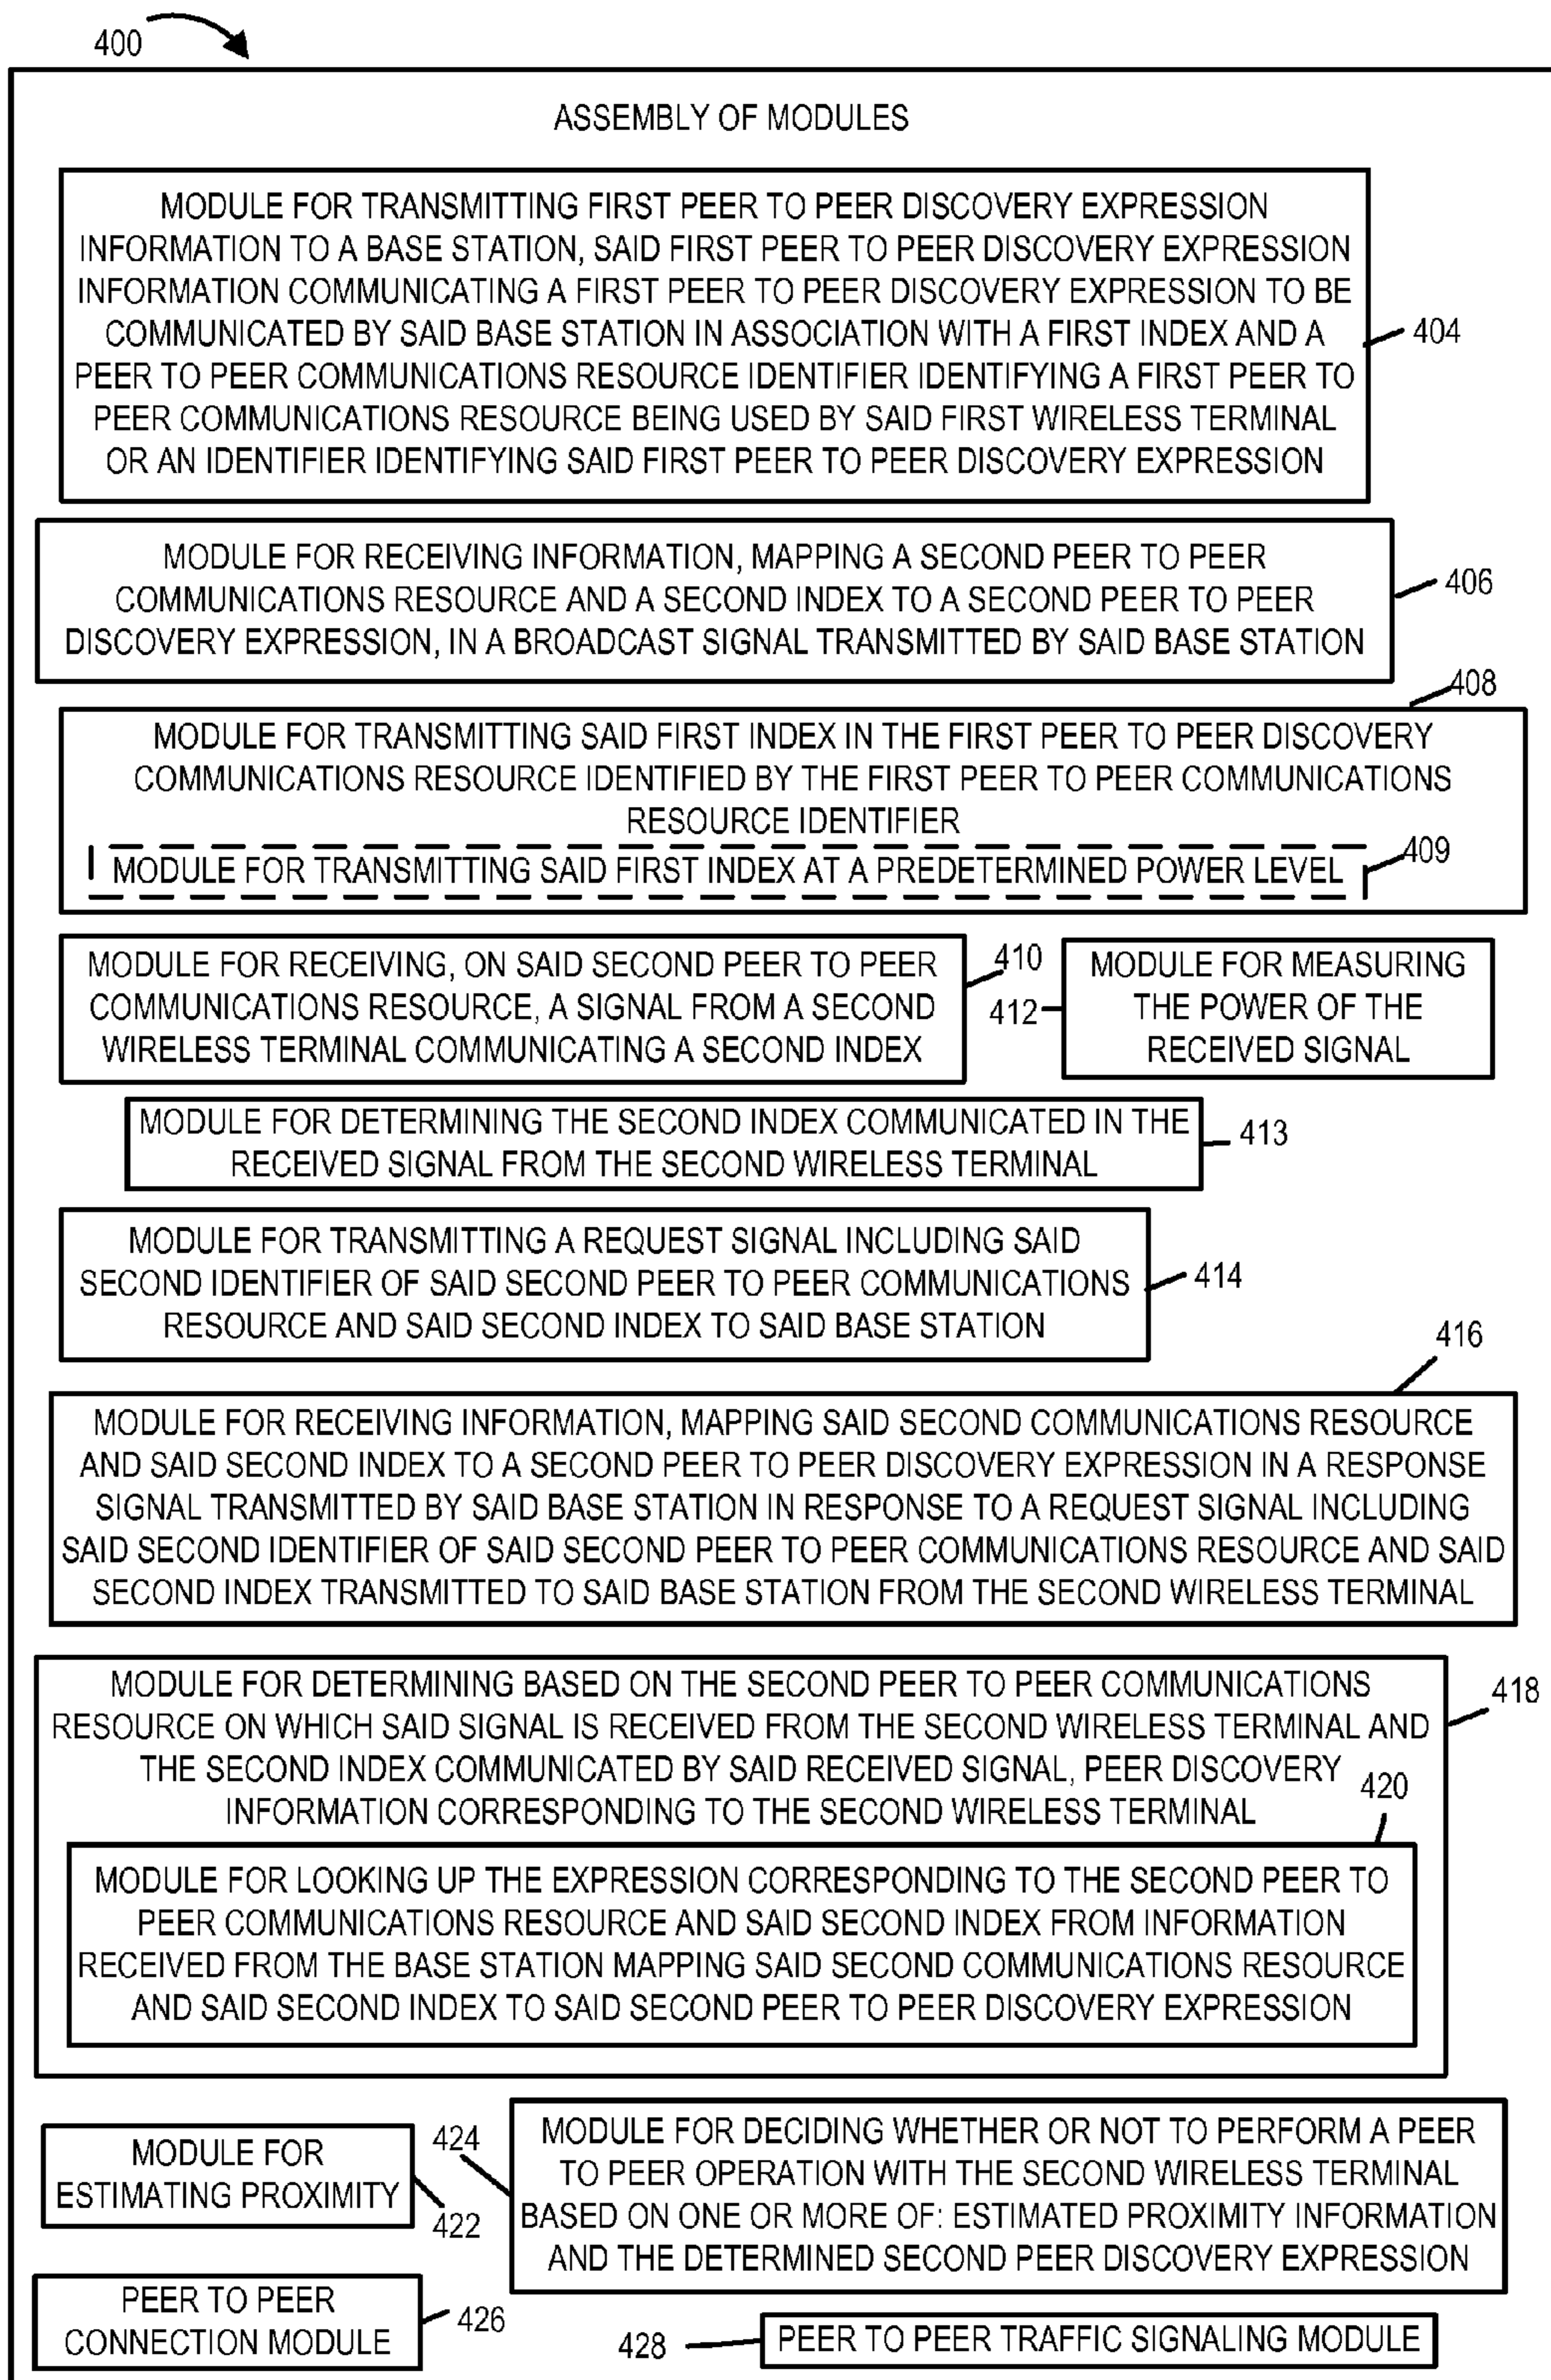 400
ASSEMBLY OF MODULES
MODULE FOR TRANSMITTING FIRST PEER TO PEER DISCOVERY EXPRESSION
INFORMATION TO A BASE STATION, SAID FIRST PEER TO PEER DISCOVERY EXPRESSION
INFORMATION COMMUNICATING A FIRST PEER TO PEER DISCOVERY EXPRESSION TO BE
COMMUNICATED BY SAID BASE STATION IN ASSOCIATION WITH A FIRST INDEX AND A
PEER TO PEER COMMUNICATIONS RESOURCE IDENTIFIER IDENTIFYING A FIRST PEER TO
PEER COMMUNICATIONS RESOURCE BEING USED BY SAID FIRST WIRELESS TERMINAL
OR AN IDENTIFIER IDENTIFYING SAID FIRST PEER TO PEER DISCOVERY EXPRESSION
404
MODULE FOR RECEIVING INFORMATION, MAPPING A SECOND PEER TO PEER
COMMUNICATIONS RESOURCE AND A SECOND INDEX TO A SECOND PEER TO PEER
DISCOVERY EXPRESSION, IN A BROADCAST SIGNAL TRANSMITTED BY SAID BASE STATION
406
408
MODULE FOR TRANSMITTING SAID FIRST INDEX IN THE FIRST PEER TO PEER DISCOVERY
COMMUNICATIONS RESOURCE IDENTIFIED BY THE FIRST PEER TO PEER COMMUNICATIONS
RESOURCE IDENTIFIER
MODULE FOR TRANSMITTING SAID FIRST INDEX AT A PREDETERMINED POWER LEVEL
409
MODULE FOR RECEIVING, ON SAID SECOND PEER TO PEER
COMMUNICATIONS RESOURCE, A SIGNAL FROM A SECOND
WIRELESS TERMINAL COMMUNICATING A SECOND INDEX
410
412
MODULE FOR MEASURING
THE POWER OF THE
RECEIVED SIGNAL
MODULE FOR DETERMINING THE SECOND INDEX COMMUNICATED IN THE
RECEIVED SIGNAL FROM THE SECOND WIRELESS TERMINAL
413
MODULE FOR TRANSMITTING A REQUEST SIGNAL INCLUDING SAID
SECOND IDENTIFIER OF SAID SECOND PEER TO PEER COMMUNICATIONS
RESOURCE AND SAID SECOND INDEX TO SAID BASE STATION
414
416
MODULE FOR RECEIVING INFORMATION, MAPPING SAID SECOND COMMUNICATIONS RESOURCE
AND SAID SECOND INDEX TO A SECOND PEER TO PEER DISCOVERY EXPRESSION IN A RESPONSE
SIGNAL TRANSMITTED BY SAID BASE STATION IN RESPONSE TO A REQUEST SIGNAL INCLUDING
SAID SECOND IDENTIFIER OF SAID SECOND PEER TO PEER COMMUNICATIONS RESOURCE AND SAID
SECOND INDEX TRANSMITTED TO SAID BASE STATION FROM THE SECOND WIRELESS TERMINAL
MODULE FOR DETERMINING BASED ON THE SECOND PEER TO PEER COMMUNICATIONS
RESOURCE ON WHICH SAID SIGNAL IS RECEIVED FROM THE SECOND WIRELESS TERMINAL AND
THE SECOND INDEX COMMUNICATED BY SAID RECEIVED SIGNAL, PEER DISCOVERY
INFORMATION CORRESPONDING TO THE SECOND WIRELESS TERMINAL
418
420
MODULE FOR LOOKING UP THE EXPRESSION CORRESPONDING TO THE SECOND PEER TO
PEER COMMUNICATIONS RESOURCE AND SAID SECOND INDEX FROM INFORMATION
RECEIVED FROM THE BASE STATION MAPPING SAID SECOND COMMUNICATIONS RESOURCE
AND SAID SECOND INDEX TO SAID SECOND PEER TO PEER DISCOVERY EXPRESSION
MODULE FOR
ESTIMATING PROXIMITY
422
424
MODULE FOR DECIDING WHETHER OR NOT TO PERFORM A PEER
TO PEER OPERATION WITH THE SECOND WIRELESS TERMINAL
BASED ON ONE OR MORE OF: ESTIMATED PROXIMITY INFORMATION
AND THE DETERMINED SECOND PEER DISCOVERY EXPRESSION
PEER TO PEER
CONNECTION MODULE
426
428
PEER TO PEER TRAFFIC SIGNALING MODULE